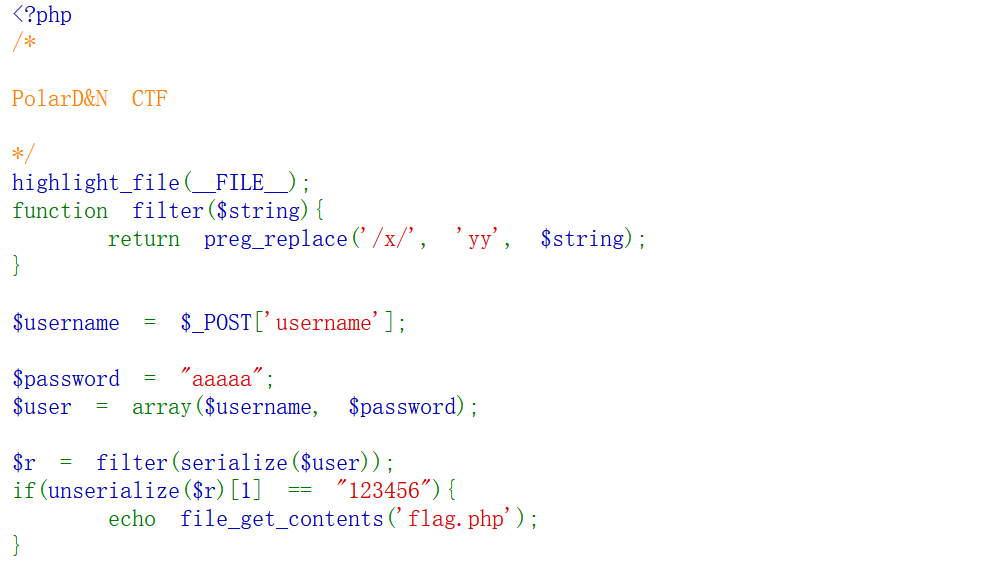 <?php
/*
PolarD&N CTF
*/
highlight_file(__FILE__);
function filter($string){
return preg_replace('/x/', 'yy', $string);
}
$username = $_POST['username'];
$password = "aaaaa";
$user = array($username, $password);
$r = filter(serialize($user));
if(unserialize($r)[1] == "123456"){
echo file_get_contents('flag.php');
}